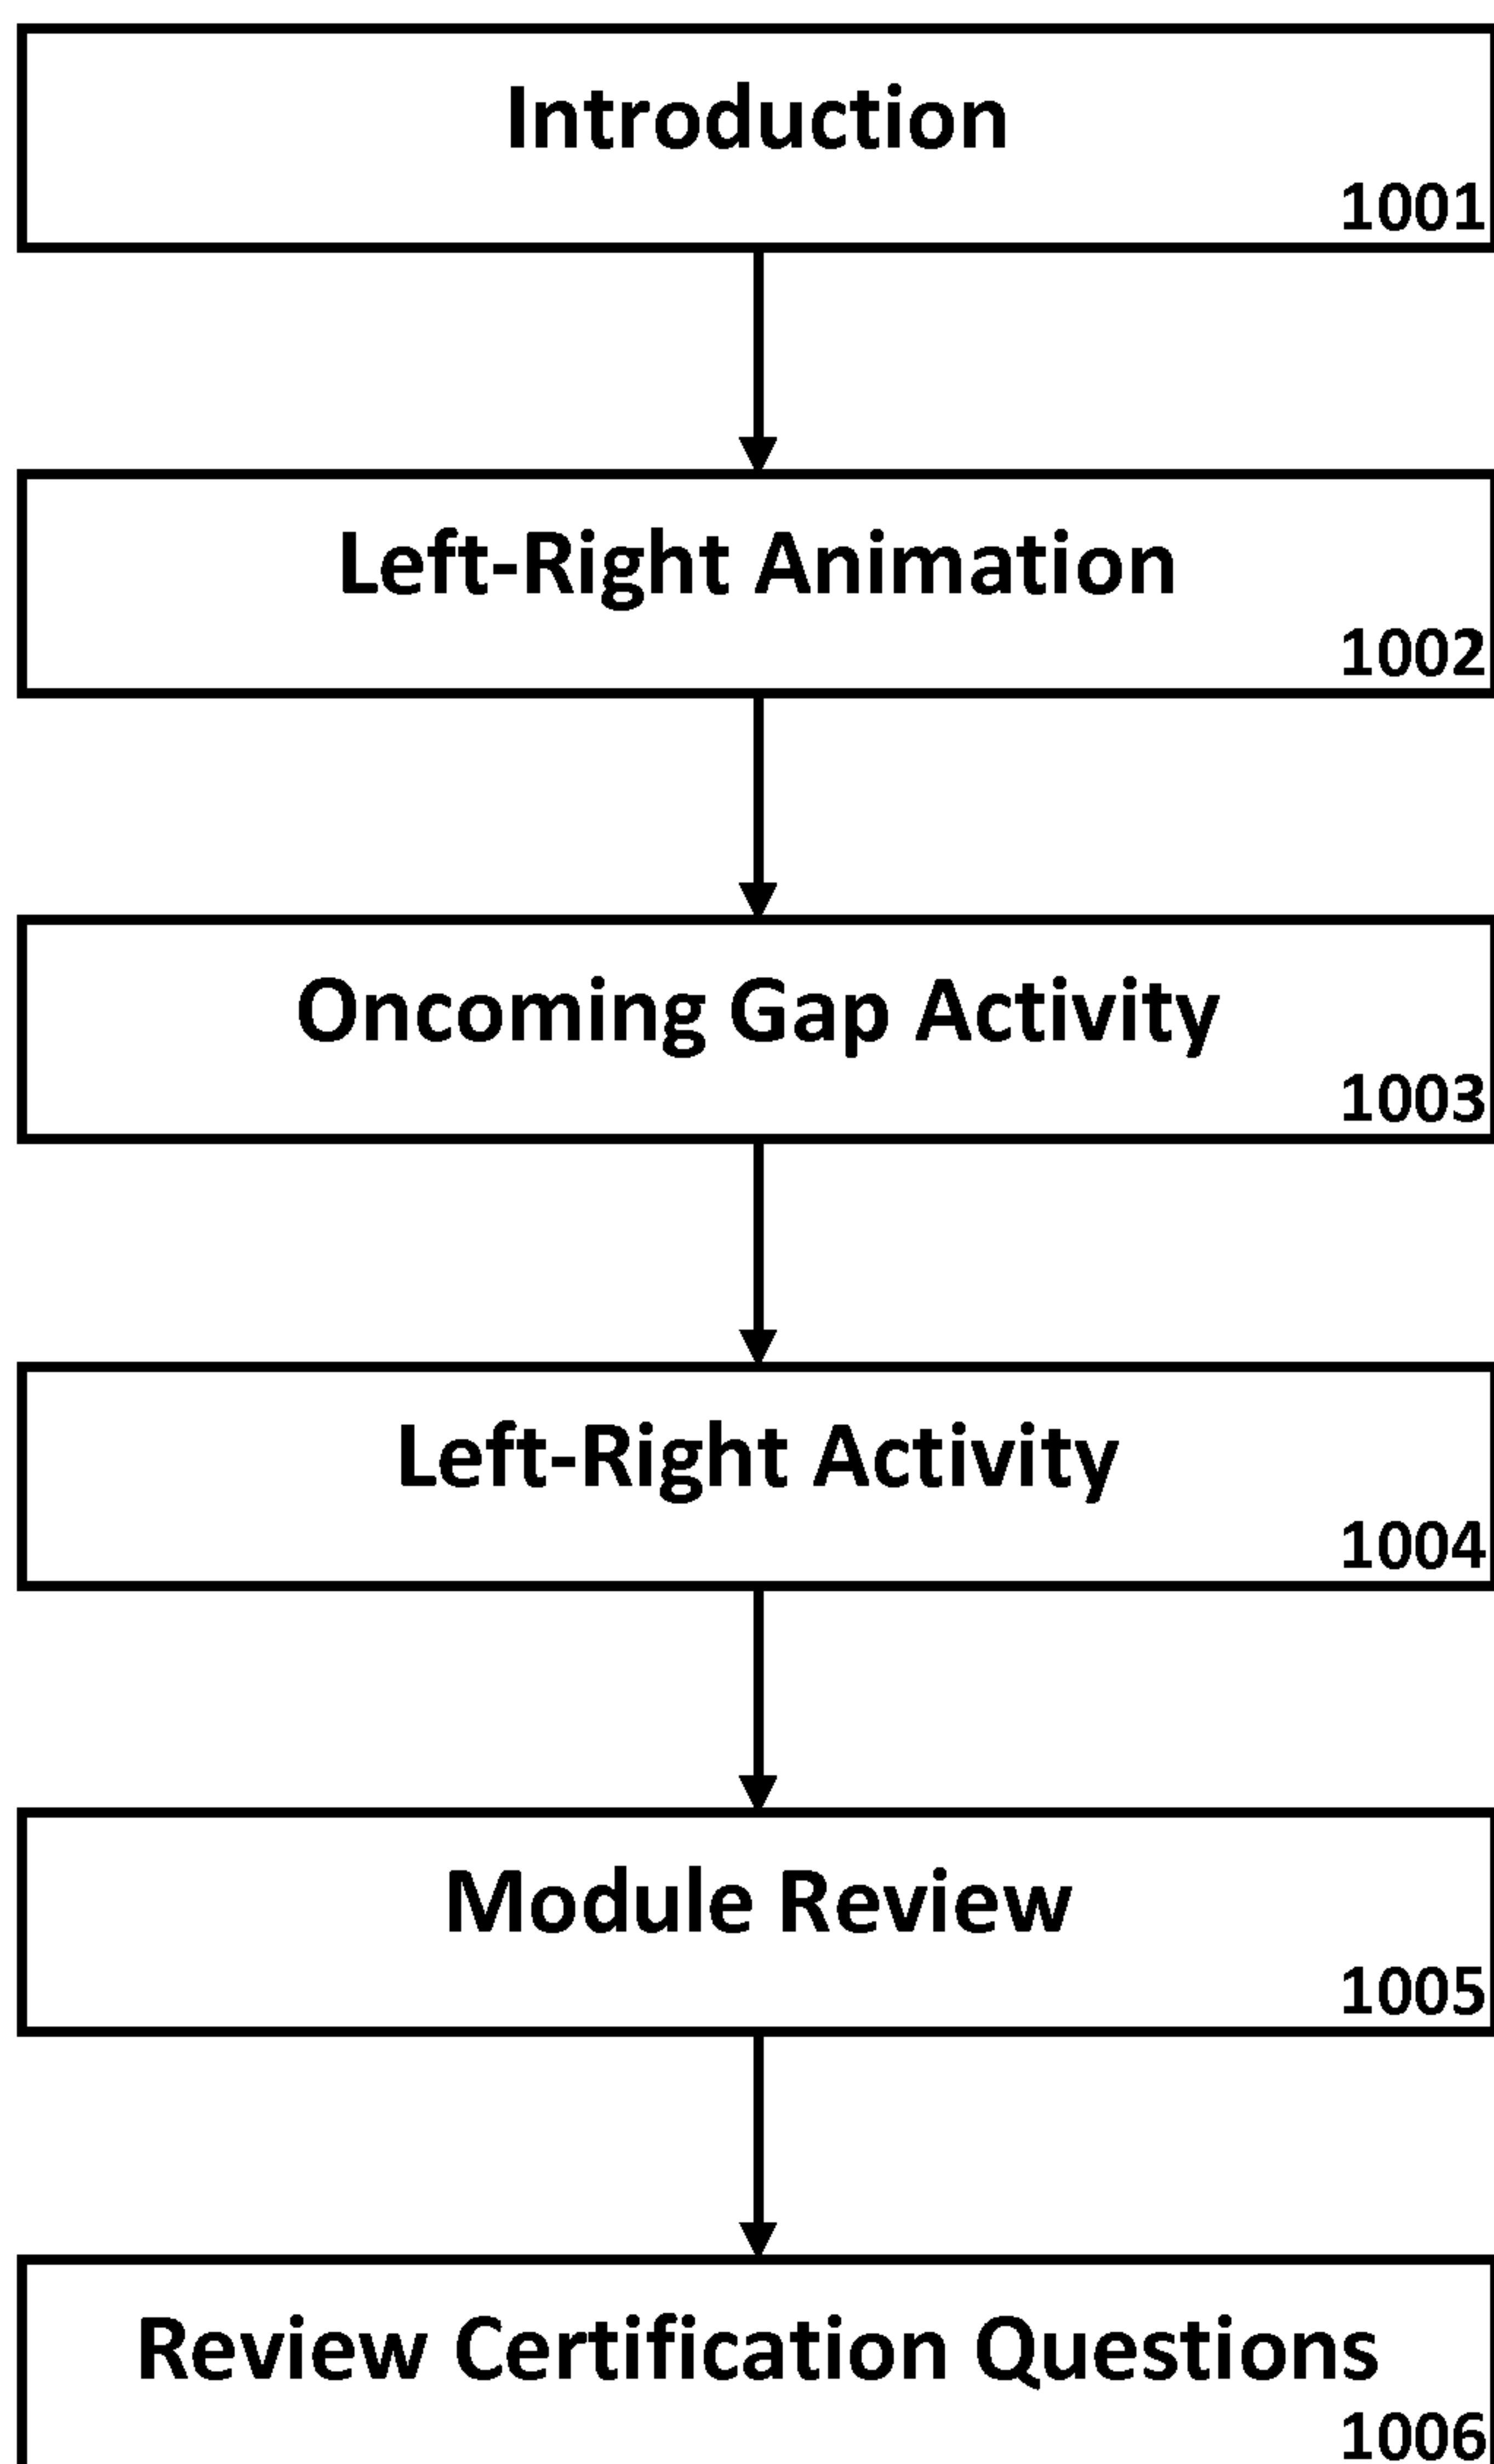 Introduction
1001
Left-Right Animation
1002
Oncoming Gap Activity
1003
Left-Right Activity
1004
Module Review
1005
Review Certification Questions
1006